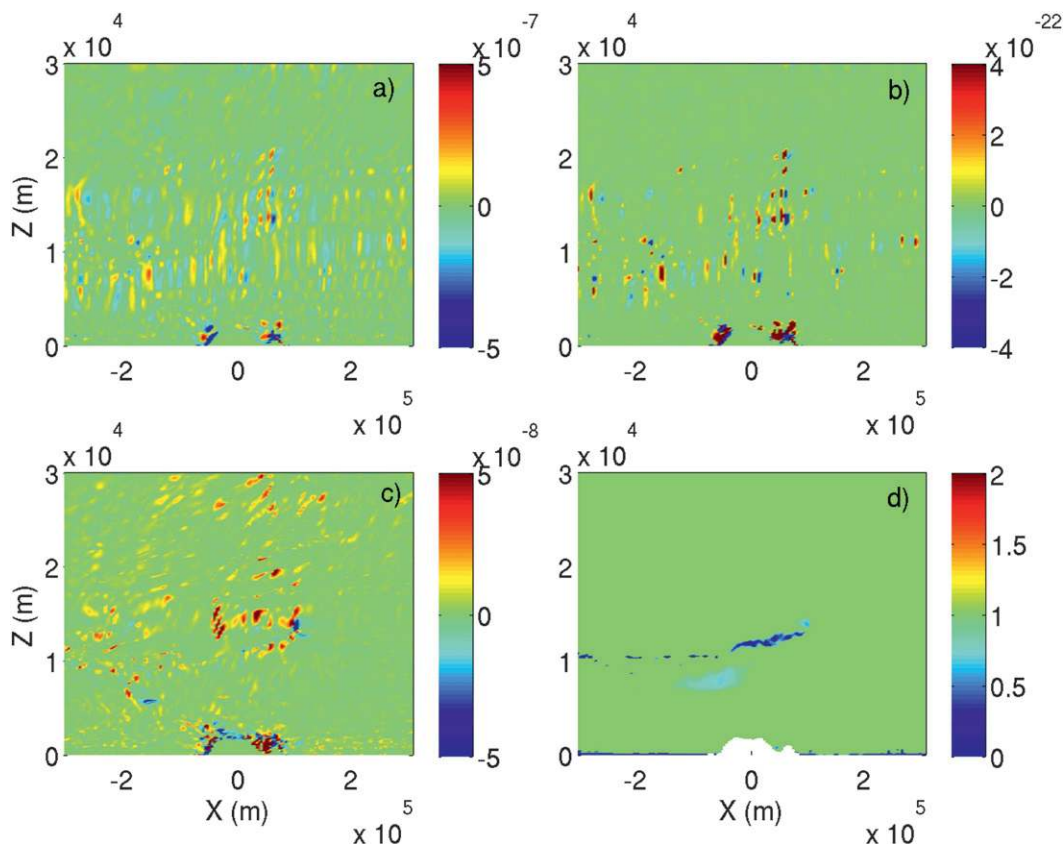 4 -7 4 -22
x 10 x 10 x 10 x 10
3 5 3 4
a) b)
2 2 2
Z (m) 0 0
1 1 -2
0 -5 0 -4
-2 0 2 -2 0 2
5 5
4 x 10 -8 4 x 10
x 10 x 10 x 10
3 5 3 2
c) d)
2 2 1.5
Z (m) 0 1
1 1 0.5
0 -5 0 0
-2 0 2 -2 0 2
X (m) 5 X (m) 5
x 10 x 10